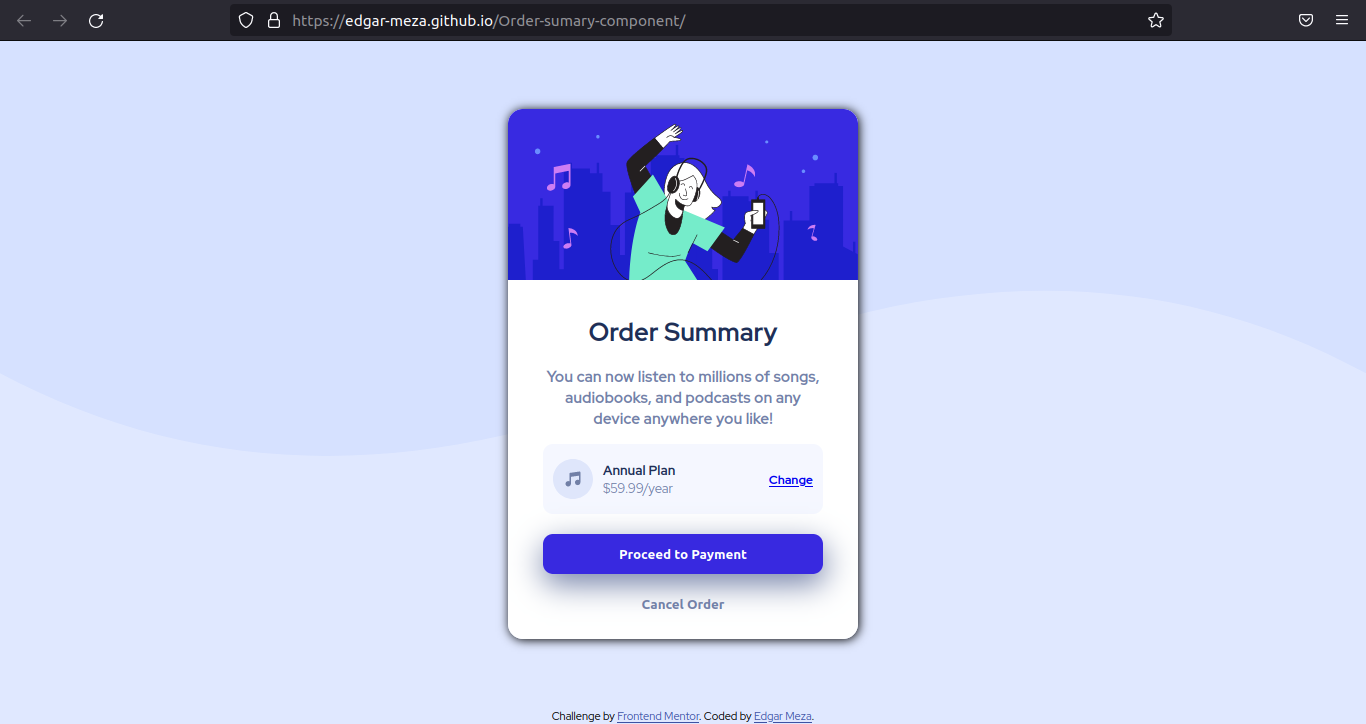 https://edgar-meza.github.io/Order-sumary-component/
Order Summary
You can now listen to millions of songs,
audiobooks, and podcasts on any
device anywhere you like!
Annual Plan
$59.99/year
Change
Proceed to Payment
Cancel Order
Challenge by Frontend Mentor. Coded by Edgar Meza.